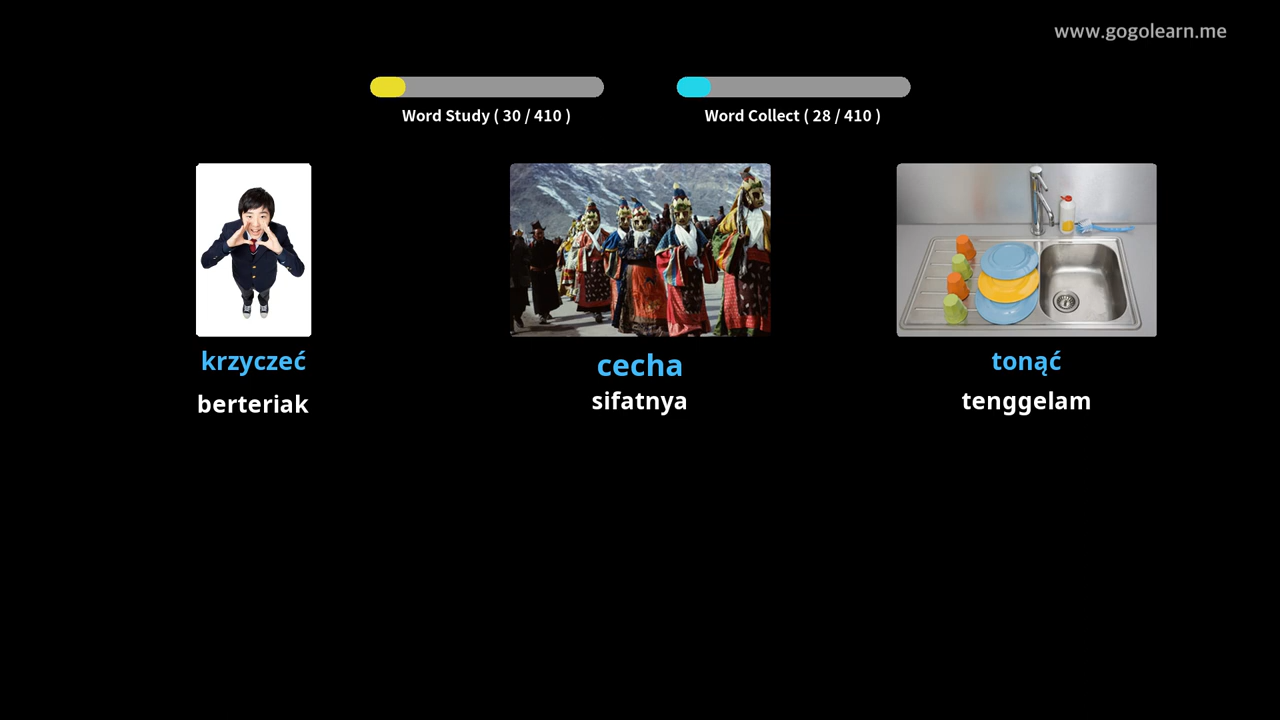 www.gogolearn.me
Word Study ( 30 / 410 )
Word Collect ( 28 / 410 )
krzyczeć
berteriak
cecha
sifatnya
tonąć
tenggelam